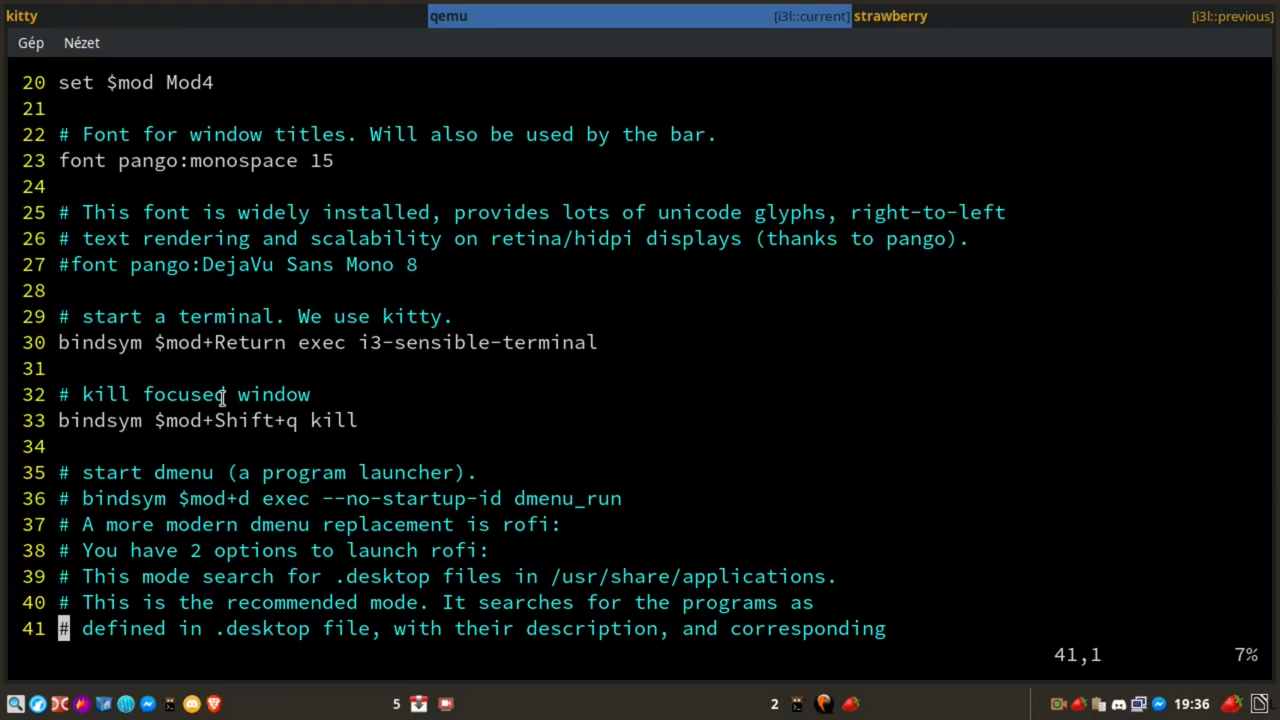 kitty
qemu [i3l::current]
strawberry [i3l::previous]
Gép Nézet
20 set $mod Mod4
21
22 # Font for window titles. Will also be used by the bar.
23 font pango:monospace 15
24
25 # This font is widely installed, provides lots of unicode glyphs, right-to-left
26 # text rendering and scalability on retina/hidpi displays (thanks to pango).
27 #font pango:DejaVu Sans Mono 8
28
29 # start a terminal. We use kitty.
30 bindsym $mod+Return exec i3-sensible-terminal
31
32 # kill focused window
33 bindsym $mod+Shift+q kill
34
35 # start dmenu (a program launcher).
36 # bindsym $mod+d exec --no-startup-id dmenu_run
37 # A more modern dmenu replacement is rofi:
38 # You have 2 options to launch rofi:
39 # This mode search for .desktop files in /usr/share/applications.
40 # This is the recommended mode. It searches for the programs as
41 # defined in .desktop file, with their description, and corresponding
41,1 7%
5 2 19:36